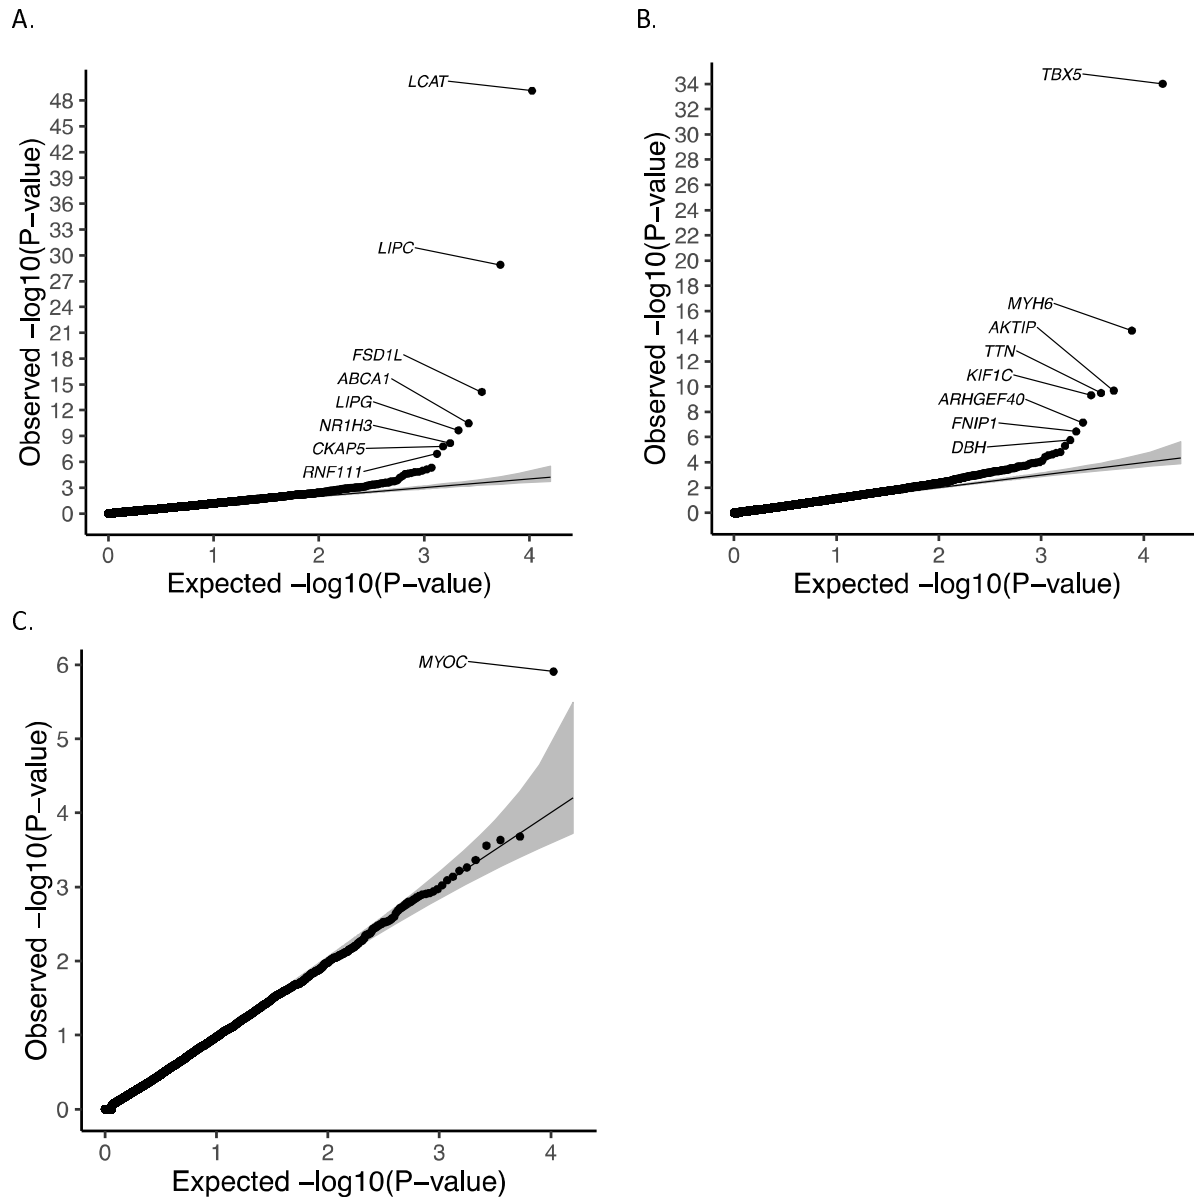 A.
Observed −log10(P−value)
48
45
42
39
36
33
30
27
24
21
18
15
12
9
6
3
0
LCAT
LIPC
FSD1L
ABCA1
LIPG
NR1H3
CKAP5
RNF111
0 1 2 3 4
Expected −log10(P−value)
B.
Observed −log10(P−value)
34
32
30
28
26
24
22
20
18
16
14
12
10
8
6
4
2
0
TBX5
MYH6
AKTIP
TTN
KIF1C
ARHGEF40
FNIP1
DBH
0 1 2 3 4
Expected −log10(P−value)
C.
Observed −log10(P−value)
6
5
4
3
2
1
0
MYOC
0 1 2 3 4
Expected −log10(P−value)